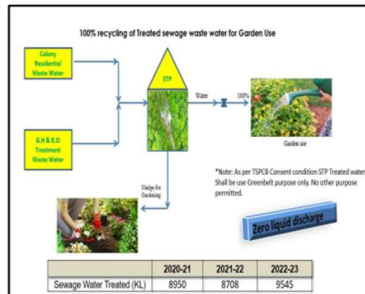 100% recycling of Treated sewage waste water for Garden Use
Colony
Residential
Waste Water
STP
Water
100%
Garden use
G.H & R.O
Treatment
Waste Water
*Note: As per TSPCB Consent condition STP Treated water
Shall be use Greenbelt purpose only. No other purpose
permitted.
Sludge for
Gardening
Zero liquid discharge
2020-21 2021-22 2022-23
Sewage Water Treated (KL) 8950 8708 9545